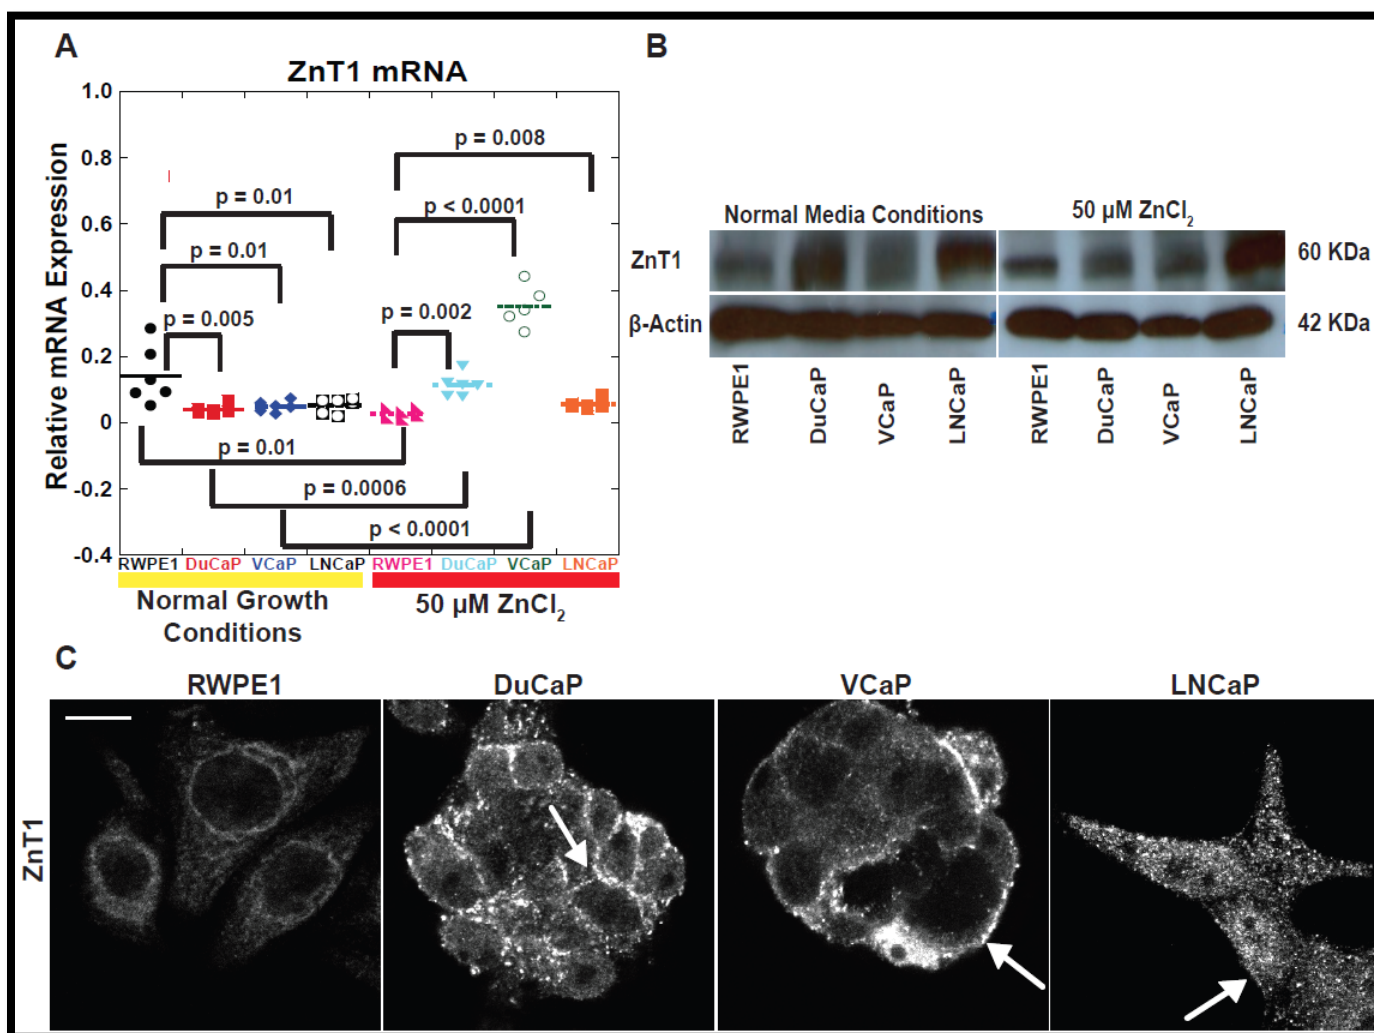 A
ZnT1 mRNA
Relative mRNA Expression
1.0
0.8
0.6
0.4
0.2
0
-0.2
-0.4
p = 0.008
p = 0.01
p < 0.0001
p = 0.01
p = 0.005
p = 0.002
p = 0.01
p = 0.0006
p < 0.0001
RWPE1 DuCaP VCaP LNCaP RWPE1 DuCaP VCaP LNCaP
Normal Growth Conditions
50 µM ZnCl₂
B
Normal Media Conditions 50 µM ZnCl₂
ZnT1 60 KDa
β-Actin 42 KDa
RWPE1 DuCaP VCaP LNCaP RWPE1 DuCaP VCaP LNCaP
C
RWPE1 DuCaP VCaP LNCaP
ZnT1